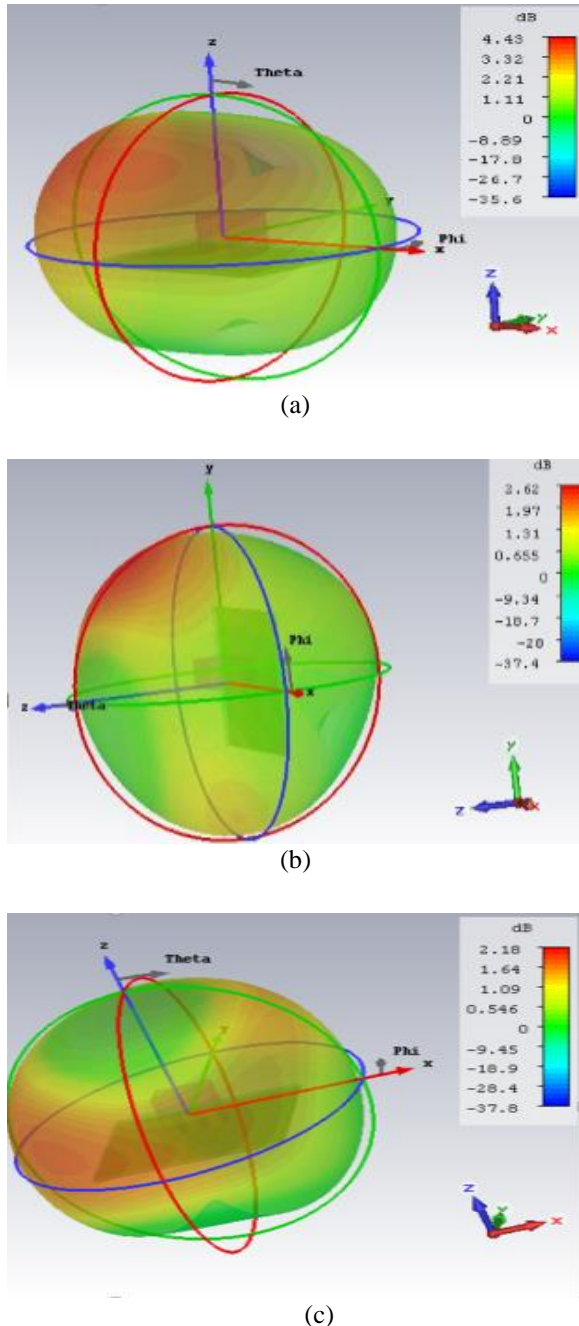 dB
4.43
3.32
2.21
1.11
0
-8.89
-17.8
-26.7
-35.6
z
Theta
y
Phi
x
z
y
x
(a)
dB
2.62
1.97
1.31
0.655
0
-9.34
-18.7
-28
-37.4
y
Phi
x
z
Theta
y
z
x
(b)
dB
2.18
1.64
1.09
0.546
0
-9.45
-18.9
-28.4
-37.8
z
Theta
y
Phi
x
z
y
x
(c)